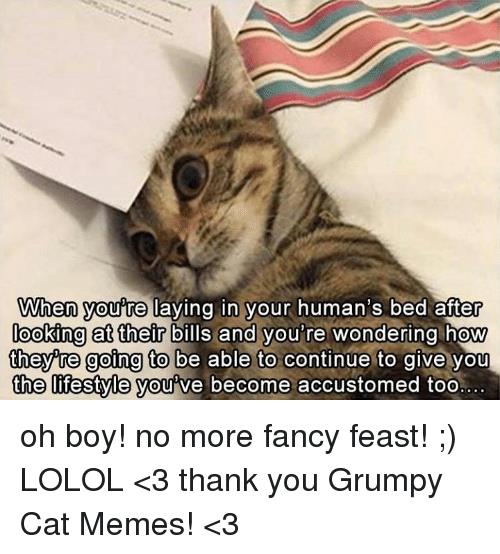 When you're laying in your human's bed after
looking at their bills and you're wondering how
they're going to be able to continue to give you
the lifestyle you've become accustomed too....
oh boy! no more fancy feast! ;)
LOLOL <3 thank you Grumpy
Cat Memes! <3